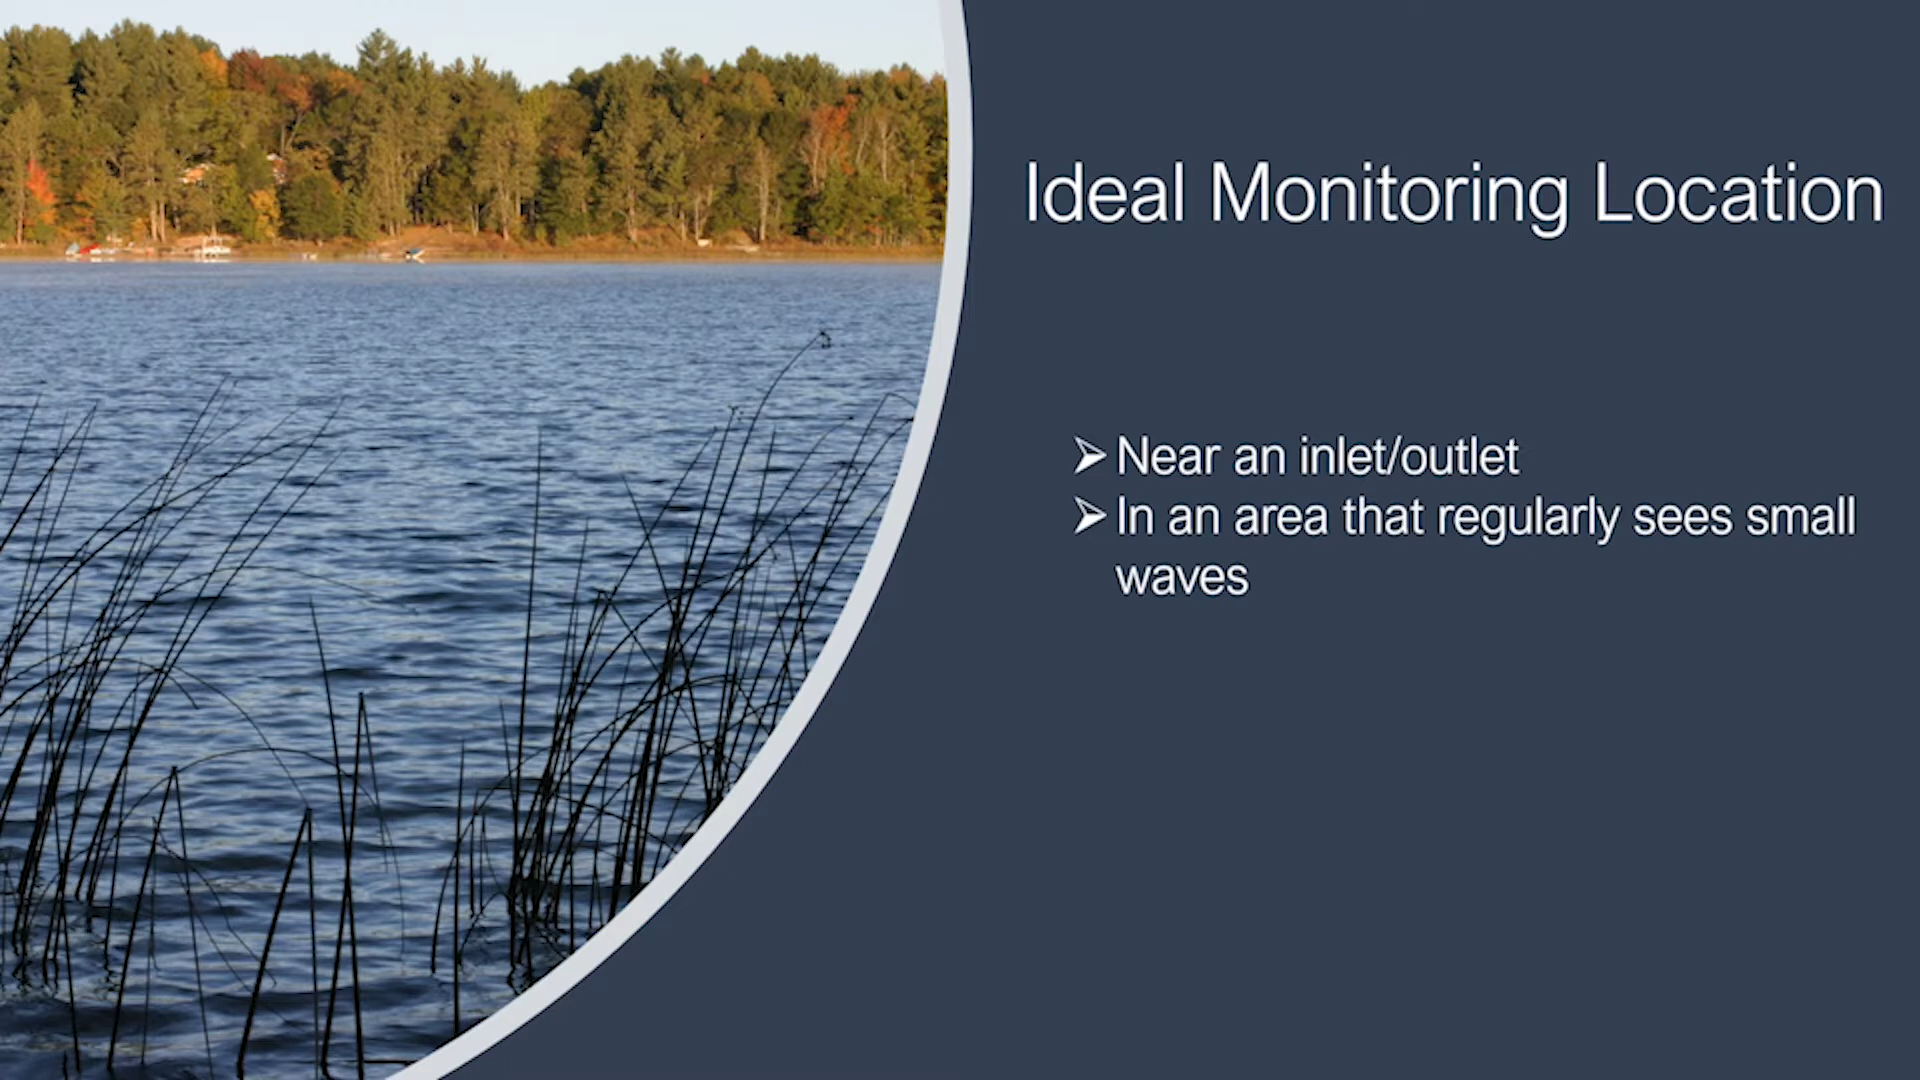 Ideal Monitoring Location
➢ Near an inlet/outlet
➢ In an area that regularly sees small
waves